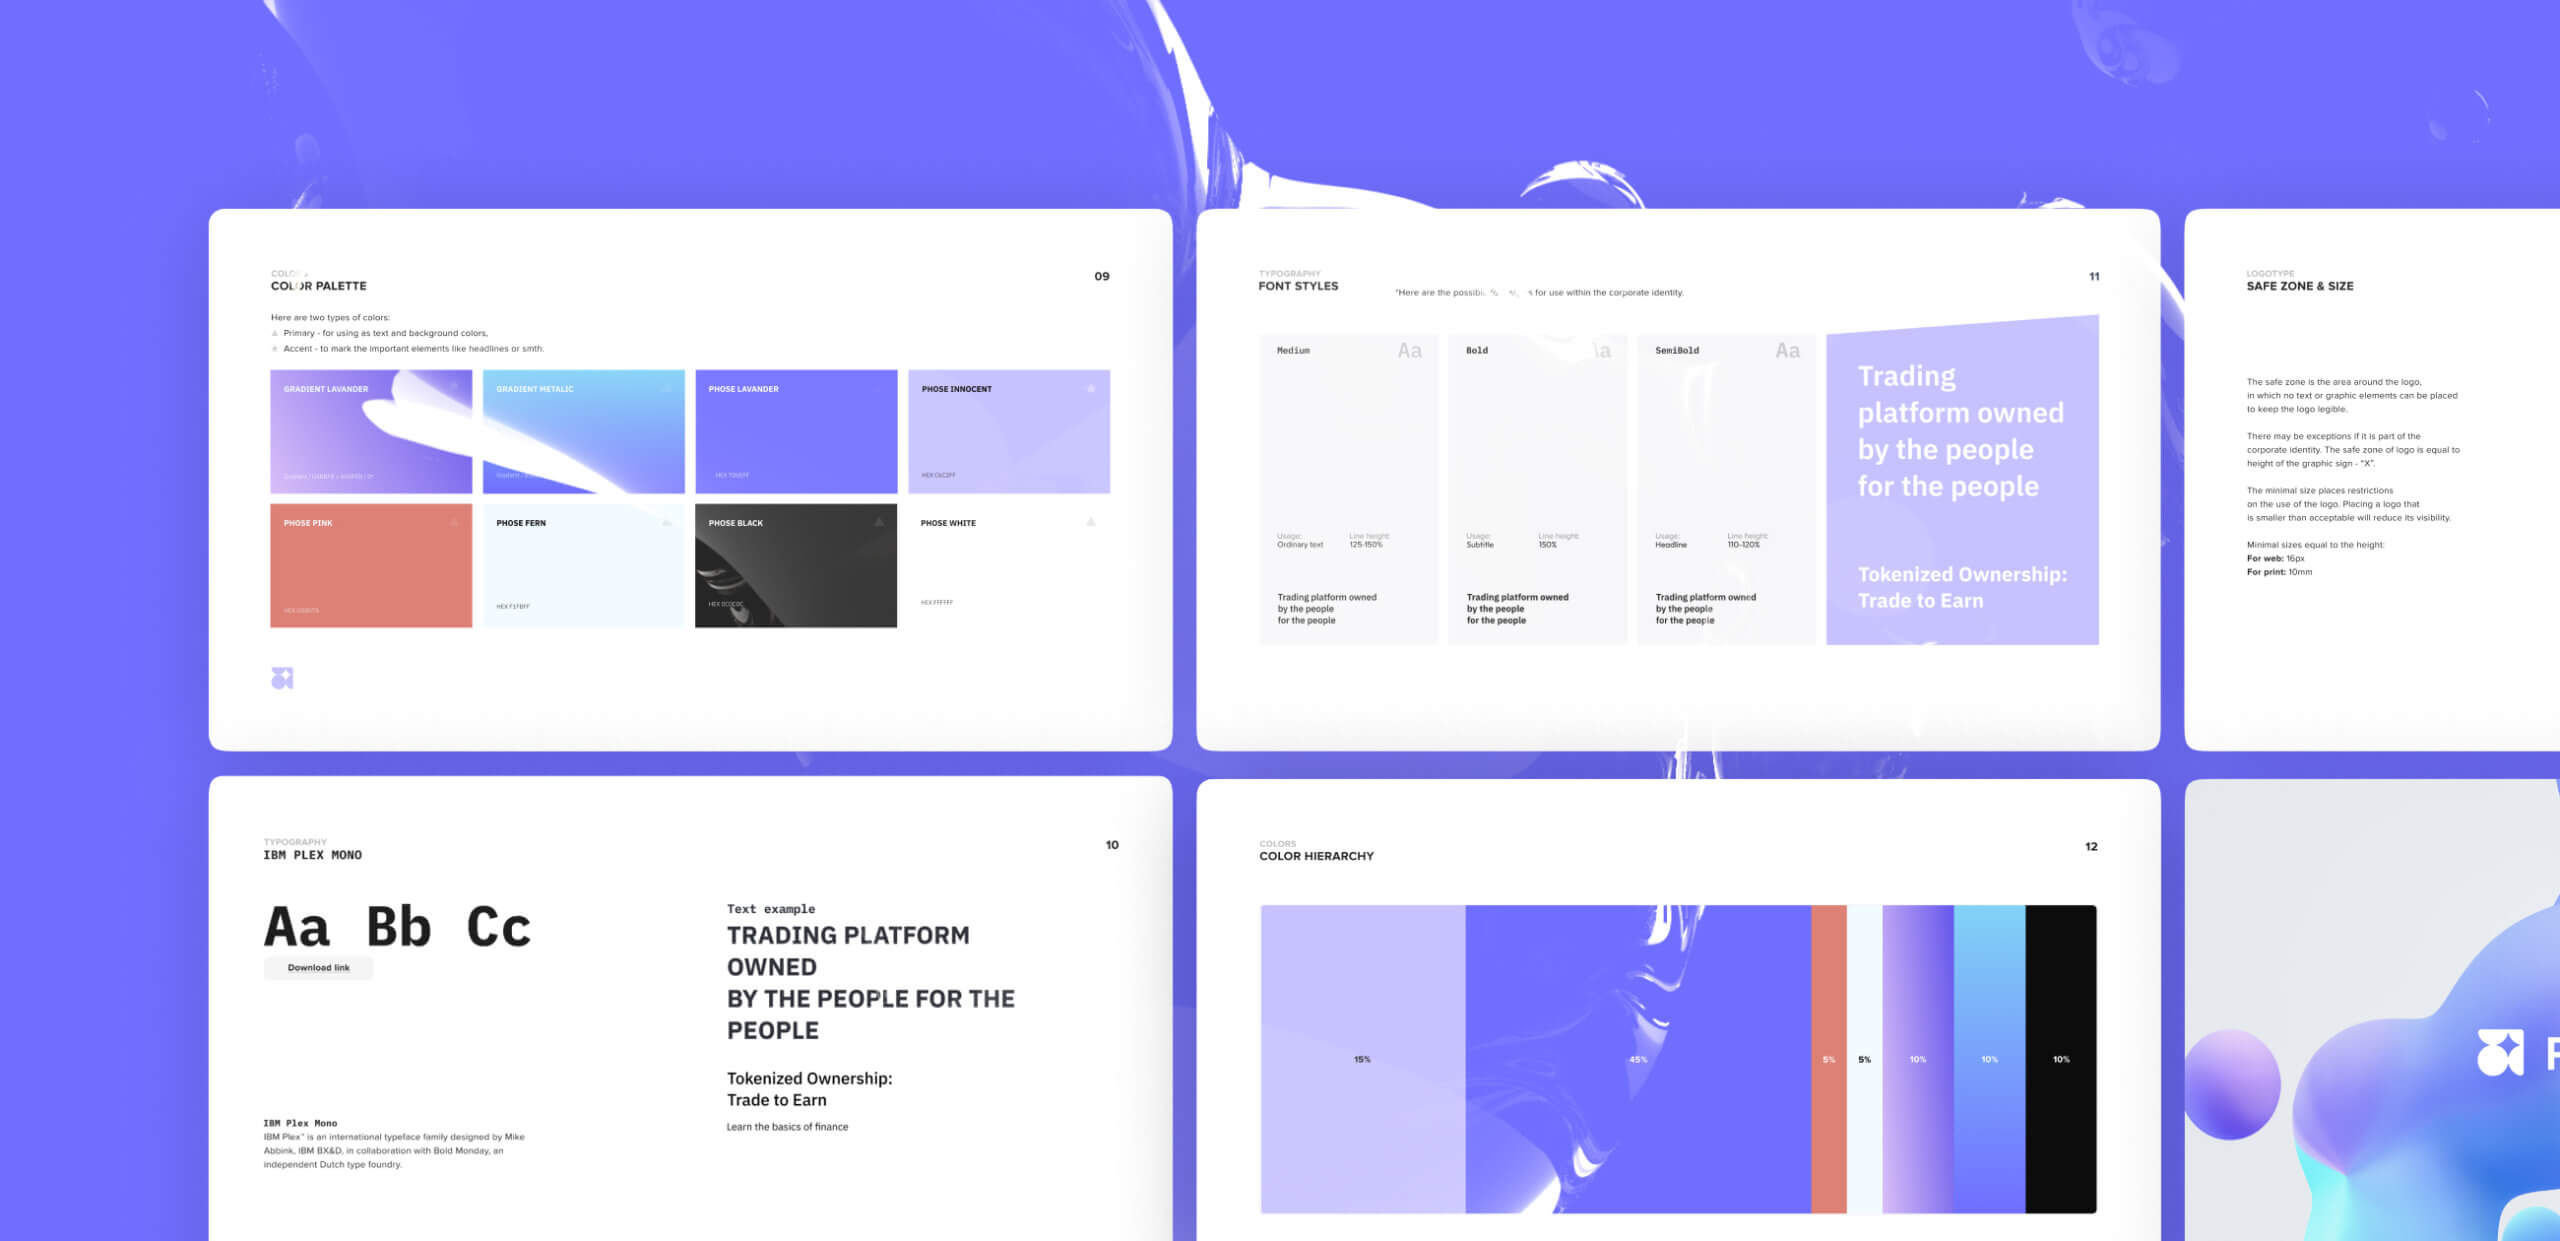 COLOR PALETTE
09
Here are two types of colors:
Primary - for using as text and background colors,
Accent - to mark the important elements like headlines or smth.
GRADIENT LAVANDER
GRADIENT METALIC
PHOSE LAVANDER
PHOSE INNOCENT
PHOSE PINK
PHOSE FERN
PHOSE BLACK
PHOSE WHITE
HEX F1FBFF
HEX FFFFFF
TYPOGRAPHY
FONT STYLES
11
*Here are the for use within the corporate identity.
Medium
Aa
Usage:
Ordinary text
Line height
125-150%
Trading platform owned
by the people
for the people
Bold
Usage:
Subtitle
Line height
150%
Trading platform owned
by the people
for the people
SemiBold
Aa
Usage:
Headline
Line height
110-120%
Trading platform owned
by the people
for the people
Trading
platform owned
by the people
for the people
Tokenized Ownership:
Trade to Earn
LOGOTYPE
SAFE ZONE & SIZE
The safe zone is the area around the logo,
in which no text or graphic elements can be placed
to keep the logo legible.
There may be exceptions if it is part of the
corporate identity. The safe zone of logo is equal to
height of the graphic sign - "X".
The minimal size places restrictions
on the use of the logo. Placing a logo that
is smaller than acceptable will reduce its visibility.
Minimal sizes equal to the height:
For web: 16px
For print: 10mm
TYPOGRAPHY
IBM PLEX MONO
10
Aa Bb Cc
Download link
IBM Plex Mono
IBM Plex™ is an international typeface family designed by Mike
Abbink, IBM BX&D, in collaboration with Bold Monday, an
independent Dutch type foundry.
Text example
TRADING PLATFORM
OWNED
BY THE PEOPLE FOR THE
PEOPLE
Tokenized Ownership:
Trade to Earn
Learn the basics of finance
COLORS
COLOR HIERARCHY
12
15%
45%
5%
5%
10%
10%
10%